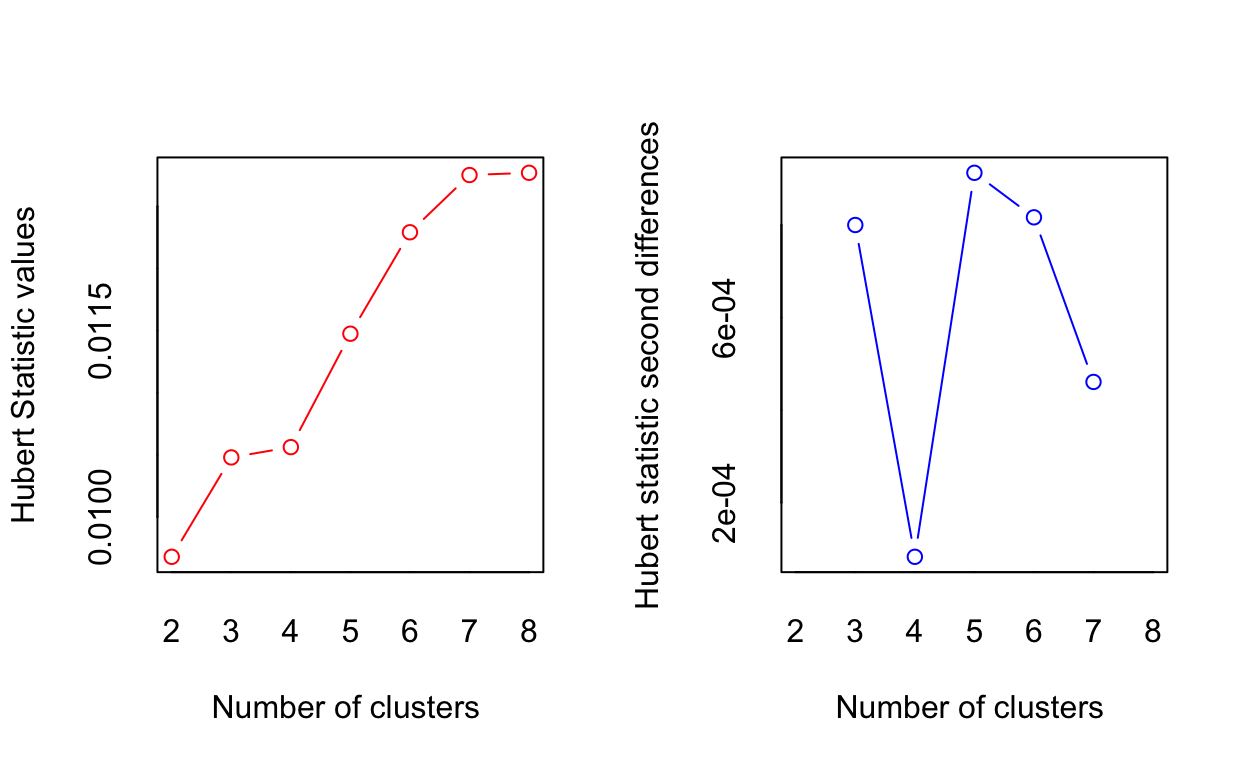 Hubert Statistic values
0.0100
0.0115
2 3 4 5 6 7 8
Number of clusters
Hubert statistic second differences
2e-04
6e-04
2 3 4 5 6 7 8
Number of clusters